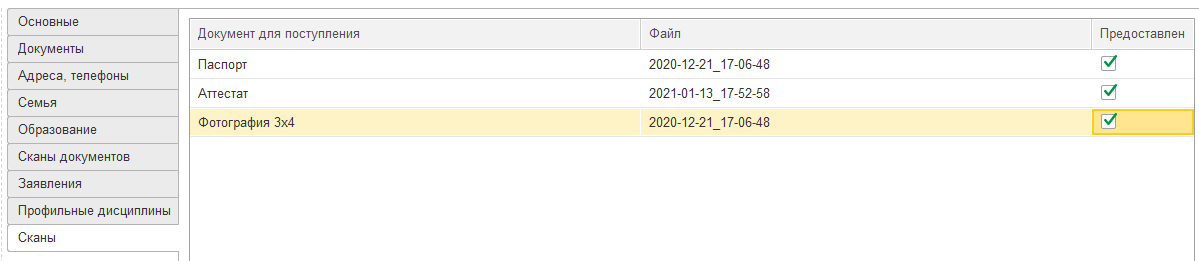 Основные
Документы
Адреса, телефоны
Семья
Образование
Сканы документов
Заявления
Профильные дисциплины
Сканы
Документ для поступления Файл Предоставлен
Паспорт 2020-12-21_17-06-48
Аттестат 2021-01-13_17-52-58
Фотография 3х4 2020-12-21_17-06-48